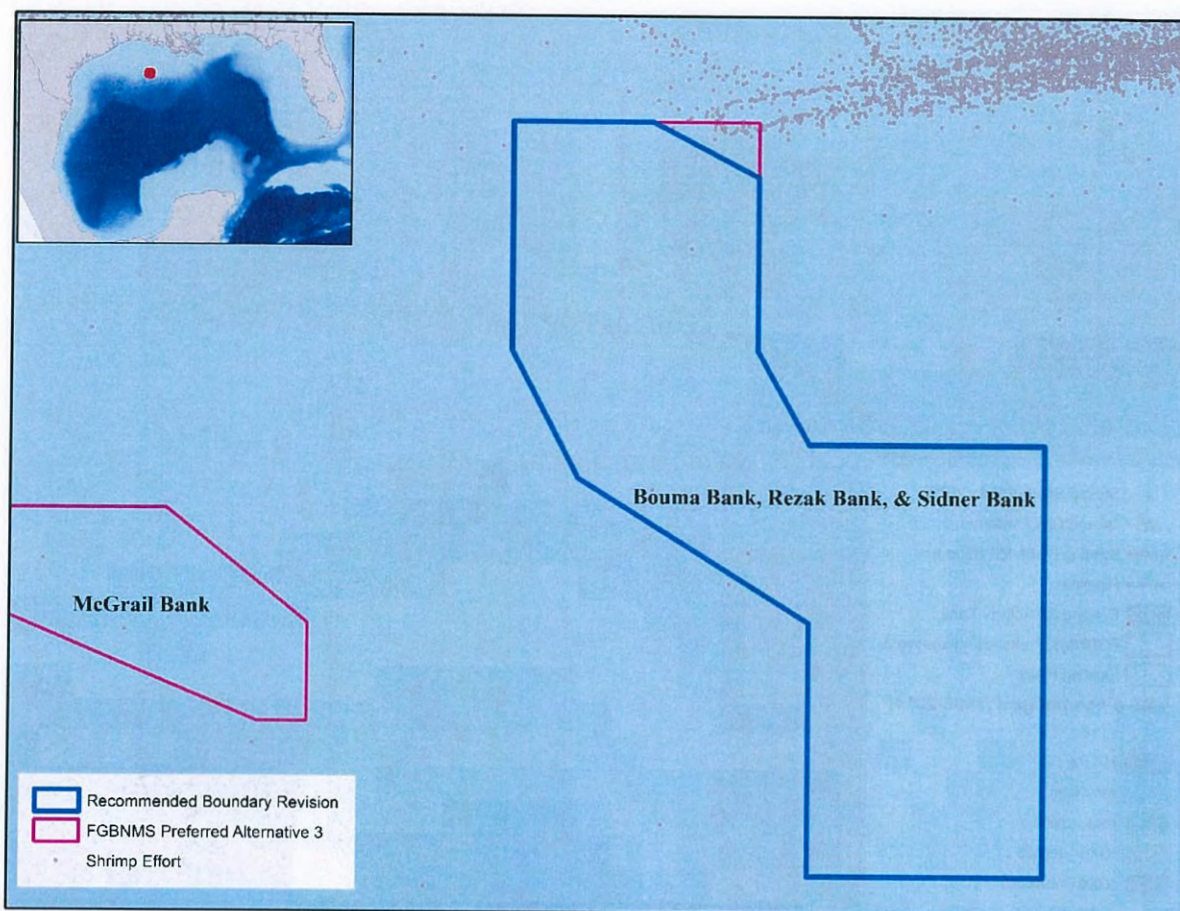 Bouma Bank, Rezak Bank, & Sidner Bank
McGrail Bank
Recommended Boundary Revision
FGBNMS Preferred Alternative 3
Shrimp Effort